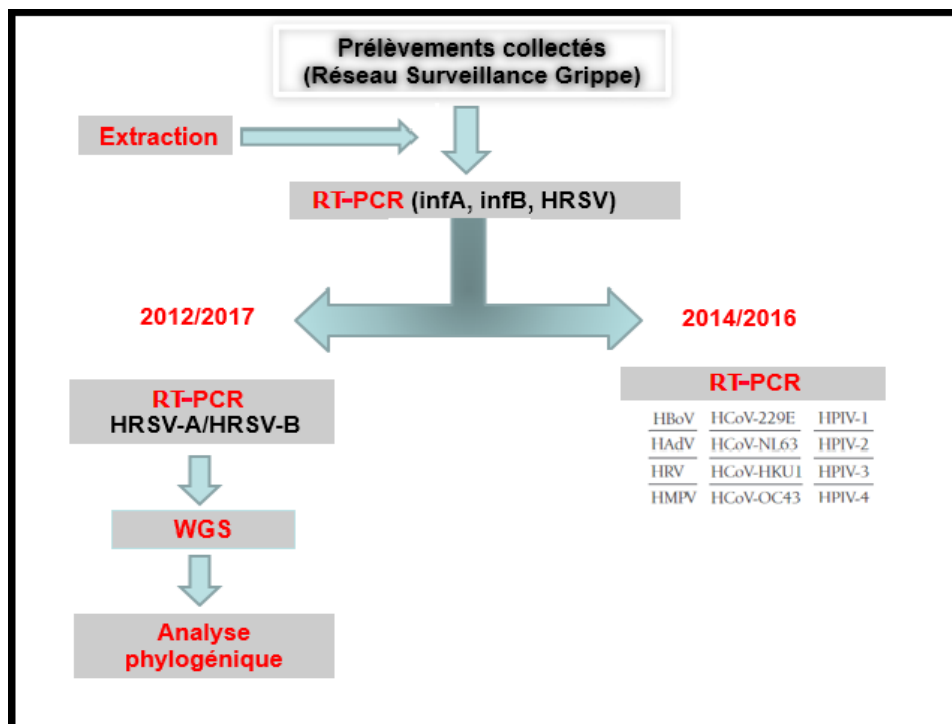 Prélèvements collectés
(Réseau Surveillance Grippe)
Extraction
RT-PCR (infA, infB, HRSV)
2012/2017
2014/2016
RT-PCR
HRSV-A/HRSV-B
WGS
Analyse
phylogénique
RT-PCR
HBoV HCoV-229E HPIV-1
HAdV HCoV-NL63 HPIV-2
HRV HCoV-HKU1 HPIV-3
HMPV HCoV-OC43 HPIV-4